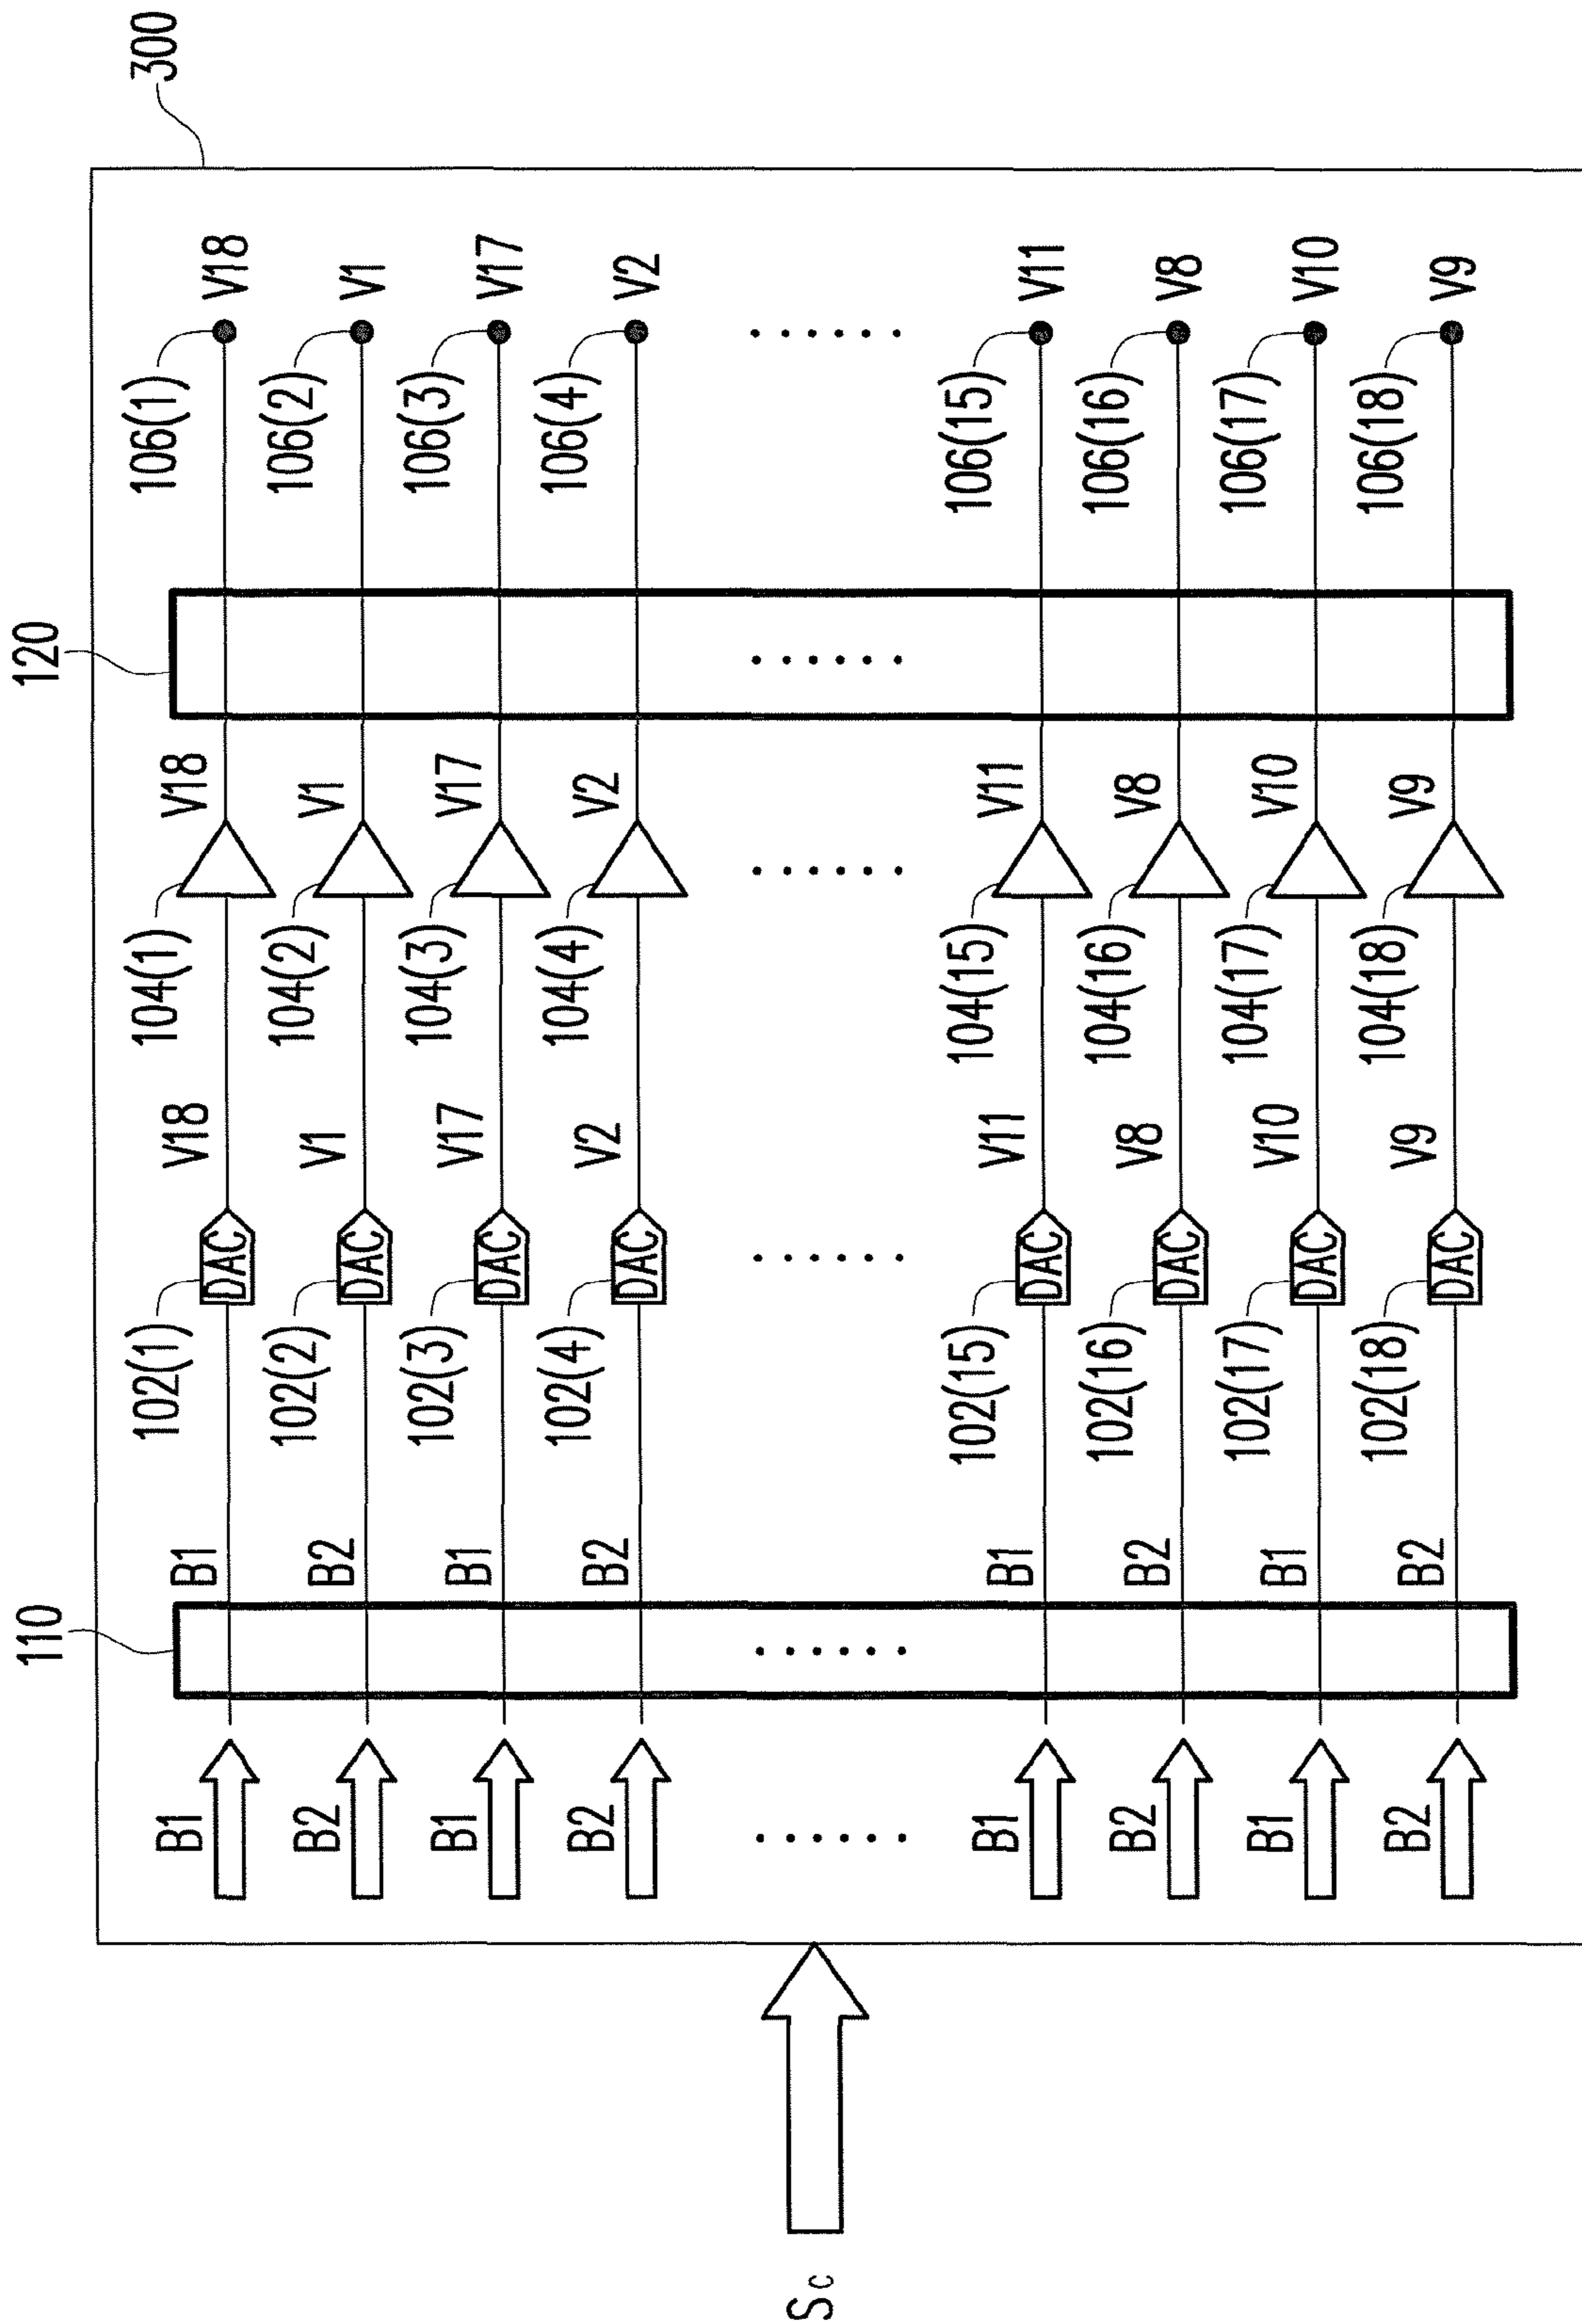 300
120
110
Sc
B1 B1 102(1) DAC V18 104(1) V18 106(1) V18
B2 B2 102(2) DAC V1 104(2) V1 106(2) V1
B1 B1 102(3) DAC V17 104(3) V17 106(3) V17
B2 B2 102(4) DAC V2 104(4) V2 106(4) V2
B1 B1 102(15) DAC V11 104(15) V11 106(15) V11
B2 B2 102(16) DAC V8 104(16) V8 106(16) V8
B1 B1 102(17) DAC V10 104(17) V10 106(17) V10
B2 B2 102(18) DAC V9 104(18) V9 106(18) V9